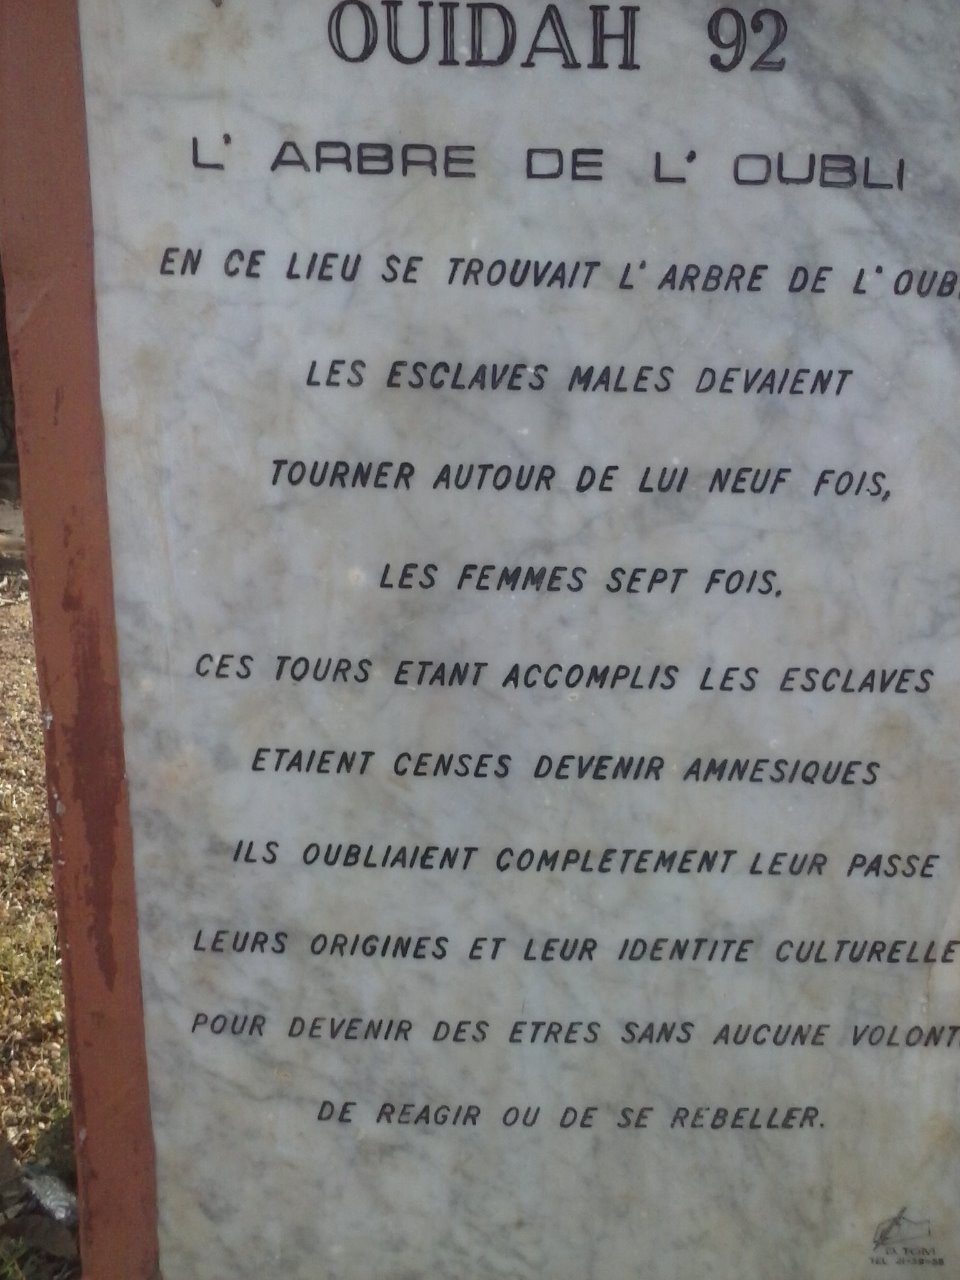 OUIDAH 92
L' ARBRE DE L' OUBLI
EN CE LIEU SE TROUVAIT L' ARBRE DE L' OUB
LES ESCLAVES MALES DEVAIENT
TOURNER AUTOUR DE LUI NEUF FOIS,
LES FEMMES SEPT FOIS.
CES TOURS ETANT ACCOMPLIS LES ESCLAVES
ETAIENT CENSES DEVENIR AMNESIQUES
ILS OUBLIAIENT COMPLETEMENT LEUR PASSE
LEURS ORIGINES ET LEUR IDENTITE CULTURELLE
POUR DEVENIR DES ETRES SANS AUCUNE VOLONT
DE REAGIR OU DE SE REBELLER.
TEL